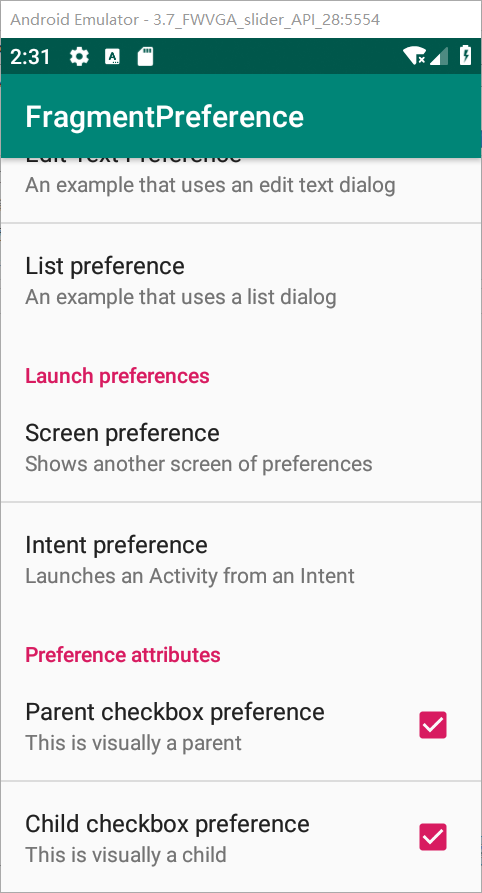 Android Emulator - 3.7_FWVGA_slider_API_28:5554
2:31
FragmentPreference
Edit Text Preference
An example that uses an edit text dialog
List preference
An example that uses a list dialog
Launch preferences
Screen preference
Shows another screen of preferences
Intent preference
Launches an Activity from an Intent
Preference attributes
Parent checkbox preference
This is visually a parent
Child checkbox preference
This is visually a child